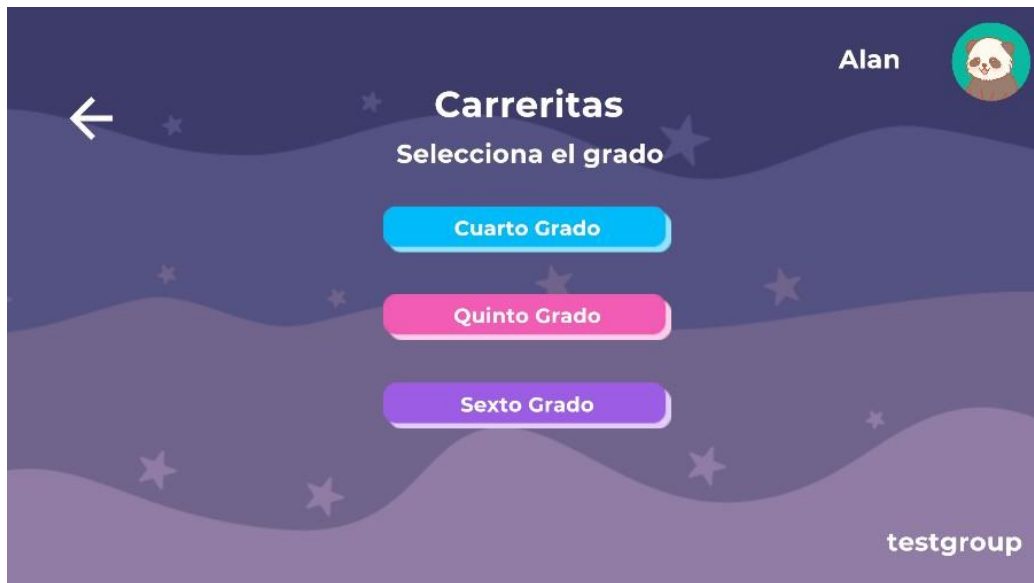 Alan
Carreritas
Selecciona el grado
Cuarto Grado
Quinto Grado
Sexto Grado
testgroup